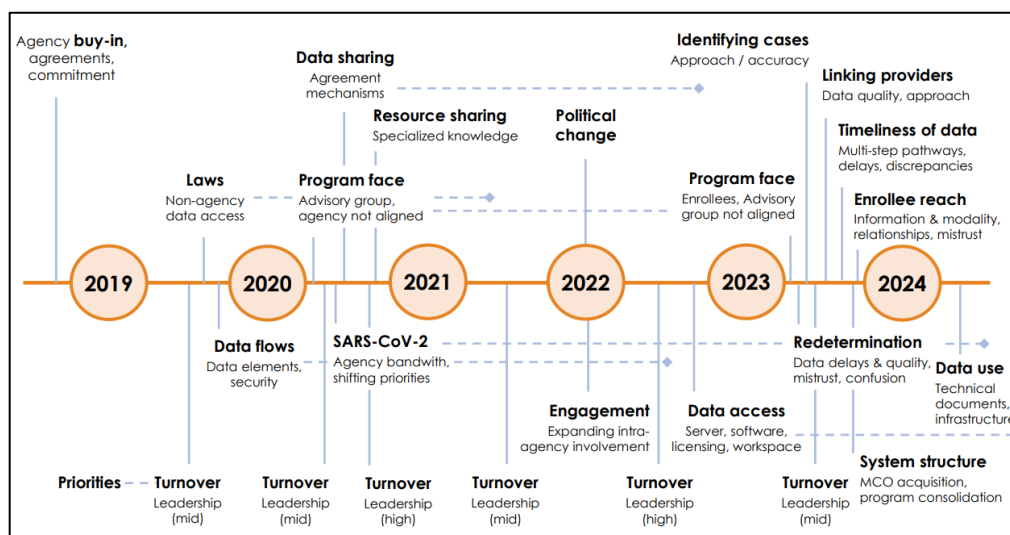 Agency buy-in,
agreements,
commitment
Data sharing
Agreement
mechanisms
Identifying cases
Approach / accuracy
Linking providers
Data quality, approach
Resource sharing
Specialized knowledge
Political
change
Timeliness of data
Multi-step pathways,
delays, discrepancies
Laws
Non-agency
data access
Program face
Advisory group,
agency not aligned
Program face
Enrollees, Advisory
group not aligned
Enrollee reach
Information & modality,
relationships, mistrust
2019
2020
2021
2022
2023
2024
Data flows
Data elements,
security
SARS-CoV-2
Agency bandwith,
shifting priorities
Redetermination
Data delays & quality,
mistrust, confusion
Data use
Technical
documents,
infrastructure
Engagement
Expanding intra-
agency involvement
Data access
Server, software,
licensing, workspace
System structure
MCO acquisition,
program consolidation
Priorities
Turnover
Leadership
(mid)
Turnover
Leadership
(mid)
Turnover
Leadership
(high)
Turnover
Leadership
(mid)
Turnover
Leadership
(high)
Turnover
Leadership
(mid)